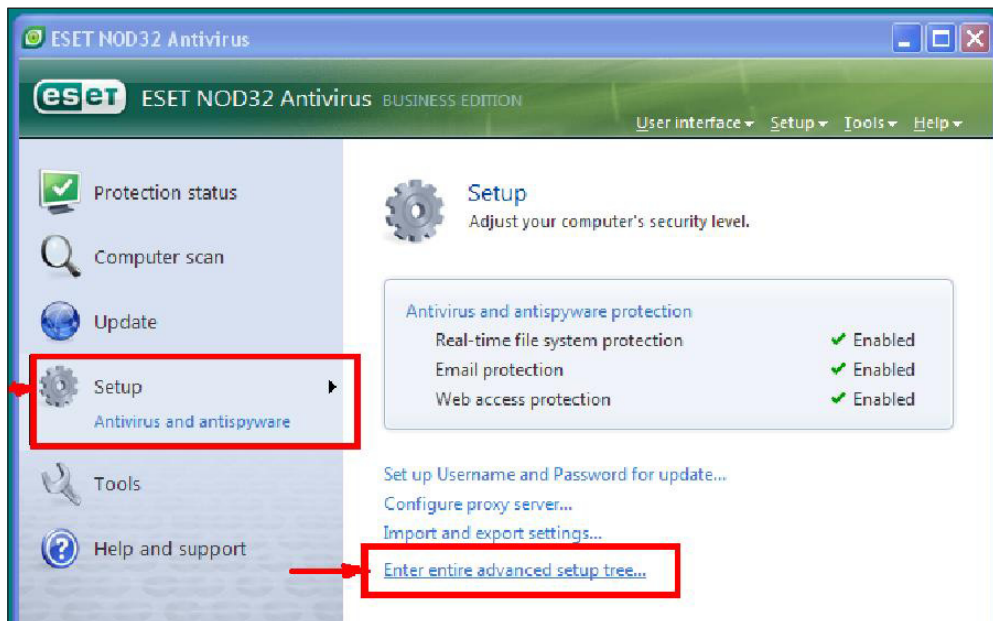 ESET NOD32 Antivirus
eset ESET NOD32 Antivirus BUSINESS EDITION
User interface Setup Tools Help
Protection status
Computer scan
Update
Setup
Antivirus and antispyware
Tools
Help and support
Setup
Adjust your computer's security level.
Antivirus and antispyware protection
Real-time file system protection Enabled
Email protection Enabled
Web access protection Enabled
Set up Username and Password for update...
Configure proxy server...
Import and export settings...
Enter entire advanced setup tree...